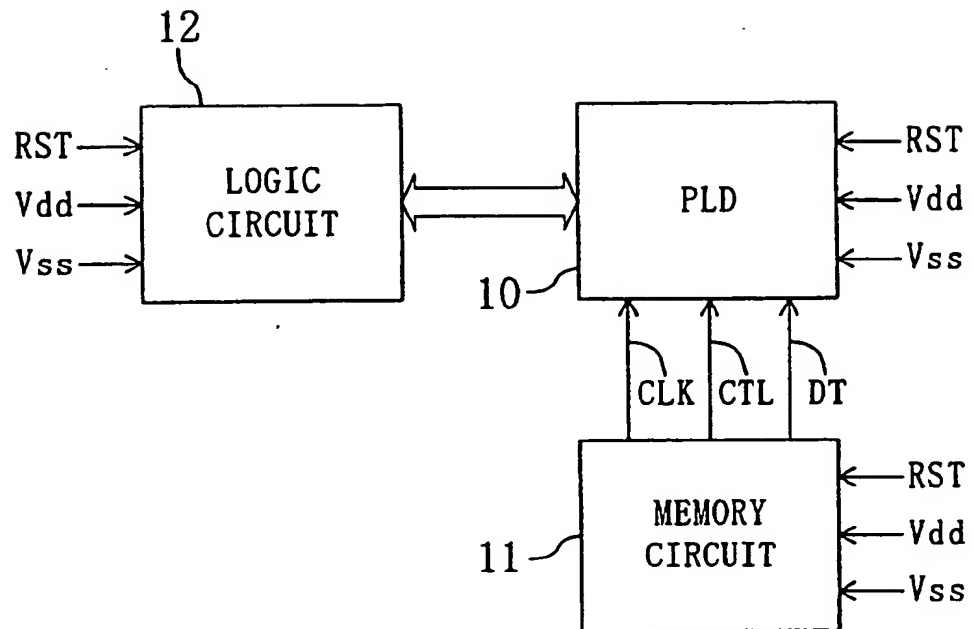 12
RST
Vdd
Vss
LOGIC
CIRCUIT
PLD
RST
Vdd
Vss
10
CLK
CTL
DT
11
MEMORY
CIRCUIT
RST
Vdd
Vss